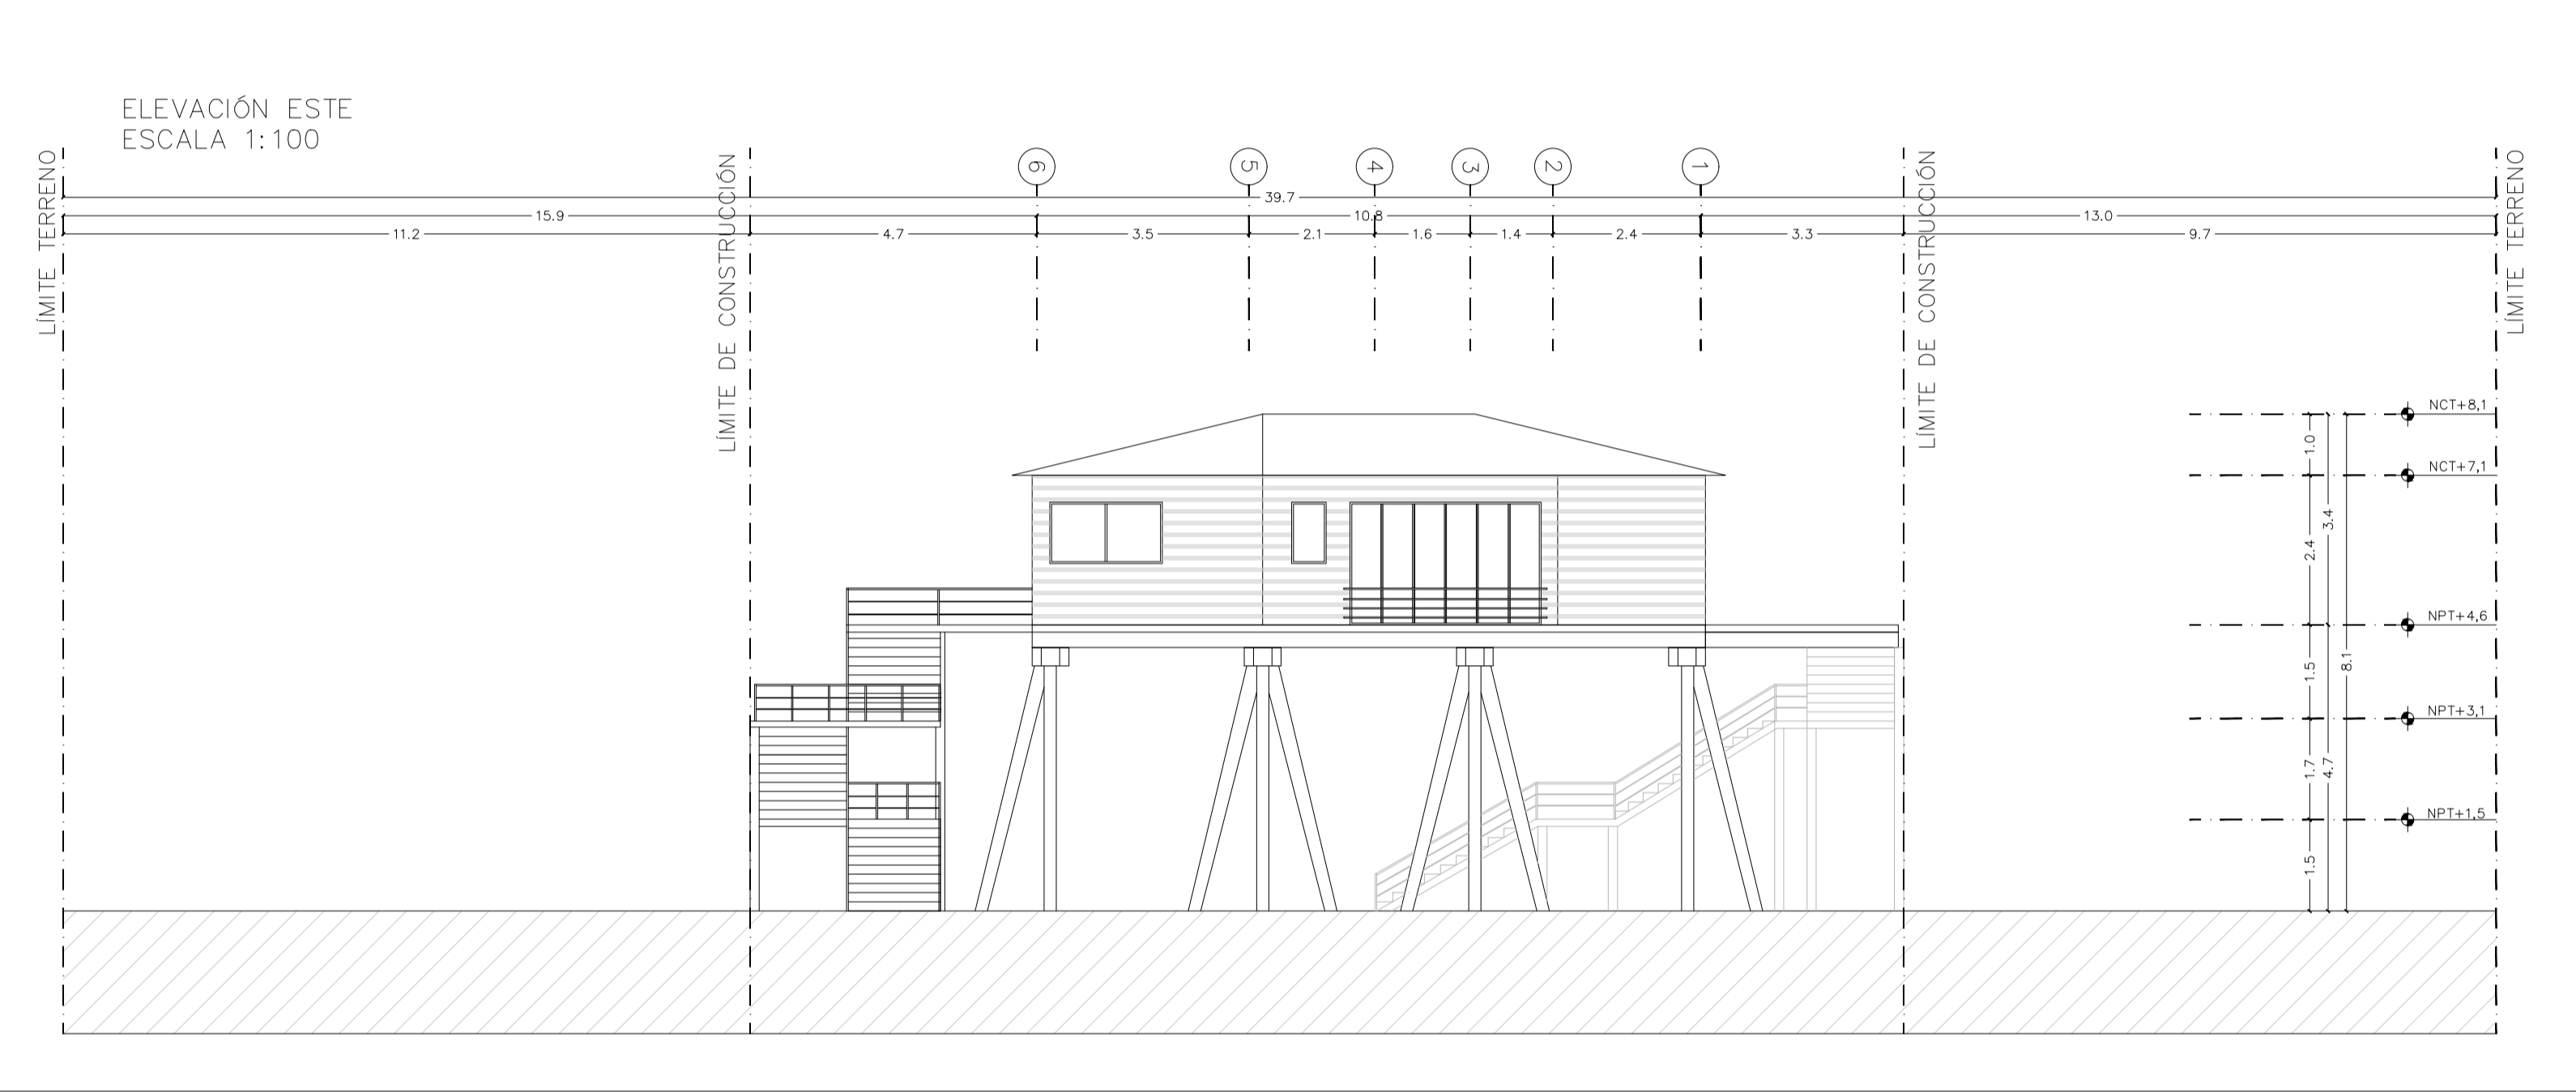 ELEVACIÓN ESTE
ESCALA 1:100
LÍMITE TERRENO
LÍMITE DE CONSTRUCCIÓN
6
5
4
3
2
1
LÍMITE DE CONSTRUCCIÓN
LÍMITE TERRENO
39.7
15.9
10.8
13.0
11.2
4.7
3.5
2.1
1.6
1.4
2.4
3.3
9.7
NCT+8,1
1.0
NCT+7,1
3.4
2.4
NPT+4,6
8.1
1.5
NPT+3,1
1.7
4.7
NPT+1,5
1.5